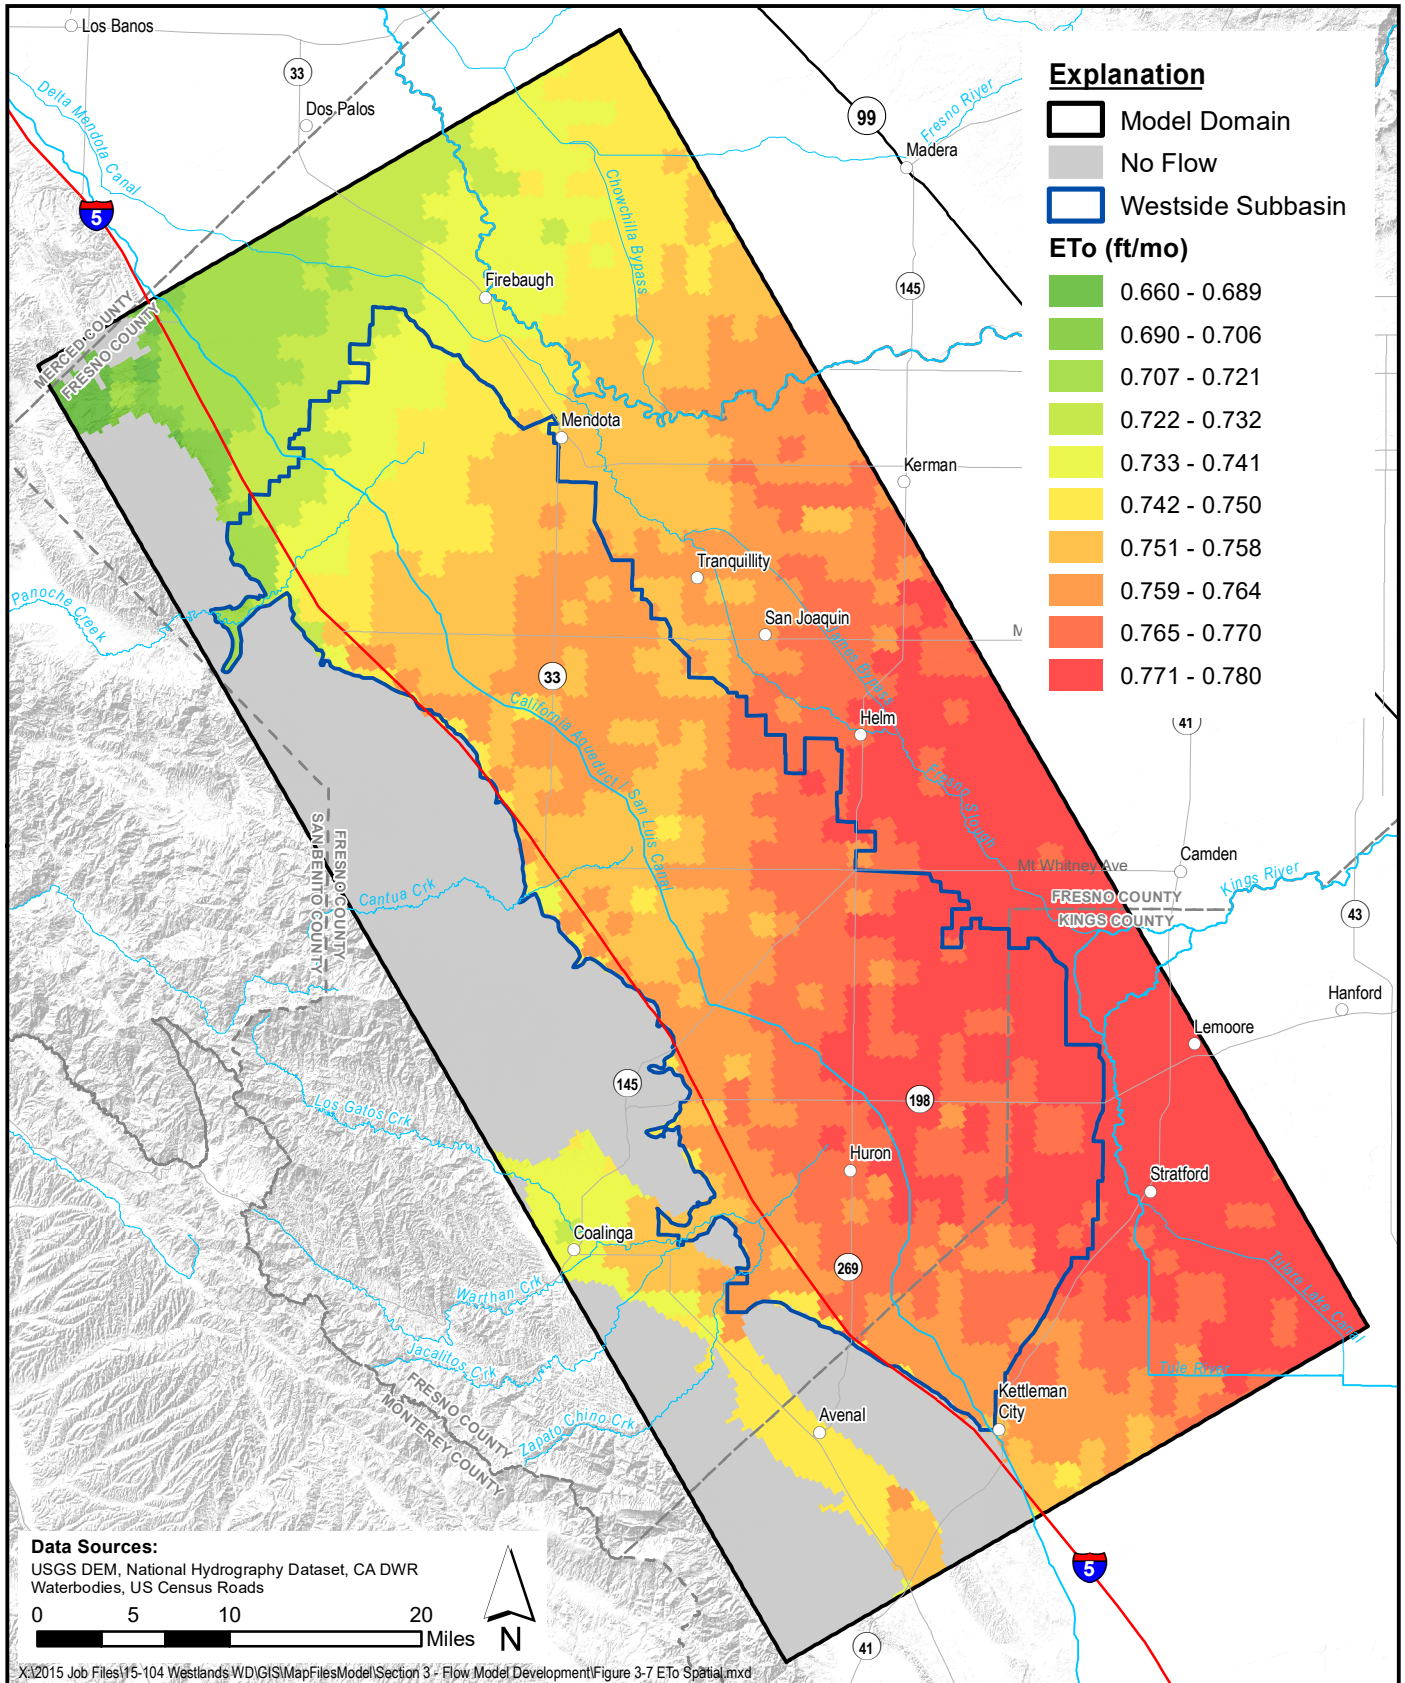 Los Banos
33
Dos Palos
Delta Mendota Canal
5
99
Fresno River
Madera
Chowchilla Bypass
145
Firebaugh
MERCED COUNTY
FRESNO COUNTY
Mendota
Kerman
Tranquillity
San Joaquin
James Bypass
M
Panoche Creek
33
California Aqueduct / San Luis Canal
Helm
Fresno Slough
41
SAN BENITO COUNTY
FRESNO COUNTY
Cantua Crk
Mt Whitney Ave
Camden
Kings River
FRESNO COUNTY
KINGS COUNTY
43
Hanford
Lemoore
145
Los Gatos Crk
198
Huron
Stratford
Coalinga
269
Warthan Crk
Jacalitos Crk
Tulare Lake Canal
Tule River
FRESNO COUNTY
MONTEREY COUNTY
Zapato Chino Crk
Avenal
Kettleman
City
5
41
Explanation
Model Domain
No Flow
Westside Subbasin
ETo (ft/mo)
0.660 - 0.689
0.690 - 0.706
0.707 - 0.721
0.722 - 0.732
0.733 - 0.741
0.742 - 0.750
0.751 - 0.758
0.759 - 0.764
0.765 - 0.770
0.771 - 0.780
Data Sources:
USGS DEM, National Hydrography Dataset, CA DWR
Waterbodies, US Census Roads
0 5 10 20
Miles
N
X:\2015 Job Files\15-104 Westlands WD\GIS\MapFilesModel\Section 3 - Flow Model Development\Figure 3-7 ETo Spatial.mxd